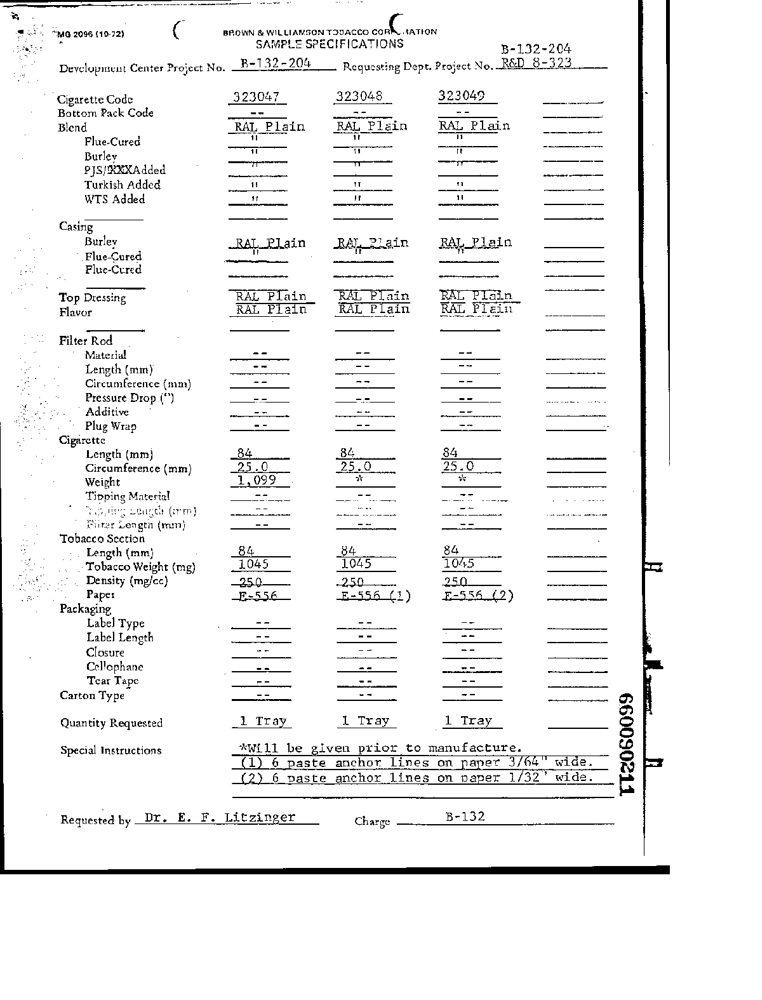 MG 2096 (10-72)
BROWN & WILLIAMSON TOBACCO CORPORATION
SAMPLE SPECIFICATIONS
B-132-204
Development Center Project No. B-132-204 Requesting Dept. Project No. R&D 8-323
Cigarette Code 323047 323048 323049
Bottom Pack Code -- -- --
Blend RAL Plain RAL Plain RAL Plain
Flue-Cured " " "
Burley " " "
PJS/XXXAdded " " "
Turkish Added " " "
WTS Added " " "
Casing
Burley RAL Plain RAL Plain RAL Plain
Flue-Cured " " "
Flue-Cured
Top Dressing RAL Plain RAL Plain RAL Plain
Flavor RAL Plain RAL Plain RAL Plain
Filter Rod
Material -- -- --
Length (mm) -- -- --
Circumference (mm) -- -- --
Pressure Drop (") -- -- --
Additive -- -- --
Plug Wrap -- -- --
Cigarette
Length (mm) 84 84 84
Circumference (mm) 25.0 25.0 25.0
Weight 1,099 * *
Tipping Material -- -- --
Tipping Length (mm) -- -- --
Filter Length (mm) -- -- --
Tobacco Section
Length (mm) 84 84 84
Tobacco Weight (mg) 1045 1045 1045
Density (mg/cc) 250 250 250
Paper E-556 E-556 (1) E-556 (2)
Packaging
Label Type -- -- --
Label Length -- -- --
Closure -- -- --
Cellophane -- -- --
Tear Tape -- -- --
Carton Type -- -- --
Quantity Requested 1 Tray 1 Tray 1 Tray
Special Instructions *Will be given prior to manufacture.
(1) 6 paste anchor lines on paper 3/64" wide.
(2) 6 paste anchor lines on paper 1/32" wide.
Requested by Dr. E. F. Litzinger Charge B-132
660090211